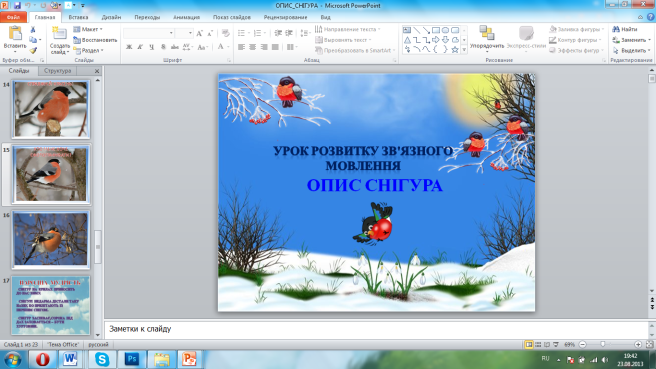 ОПИС_СНІГУРА - Microsoft PowerPoint
Файл Главная Вставка Дизайн Переходы Анимация Показ слайдов Рецензирование Вид
Вставить
Создать слайд
Макет
Восстановить
Раздел
Направление текста
Выровнять текст
Преобразовать в SmartArt
Упорядочить
Экспресс-стили
Заливка фигуры
Контур фигуры
Эффекты фигур
Найти
Заменить
Выделить
Буфер обм... Слайды Шрифт Абзац Рисование Редактирование
Слайды Структура
14
15
16
17
УРОК РОЗВИТКУ ЗВ'ЯЗНОГО
МОВЛЕННЯ
ОПИС СНІГУРА
Заметки к слайду
Слайд 1 из 23 "Тема Office" русский 69%
RU 19:42
23.08.2013